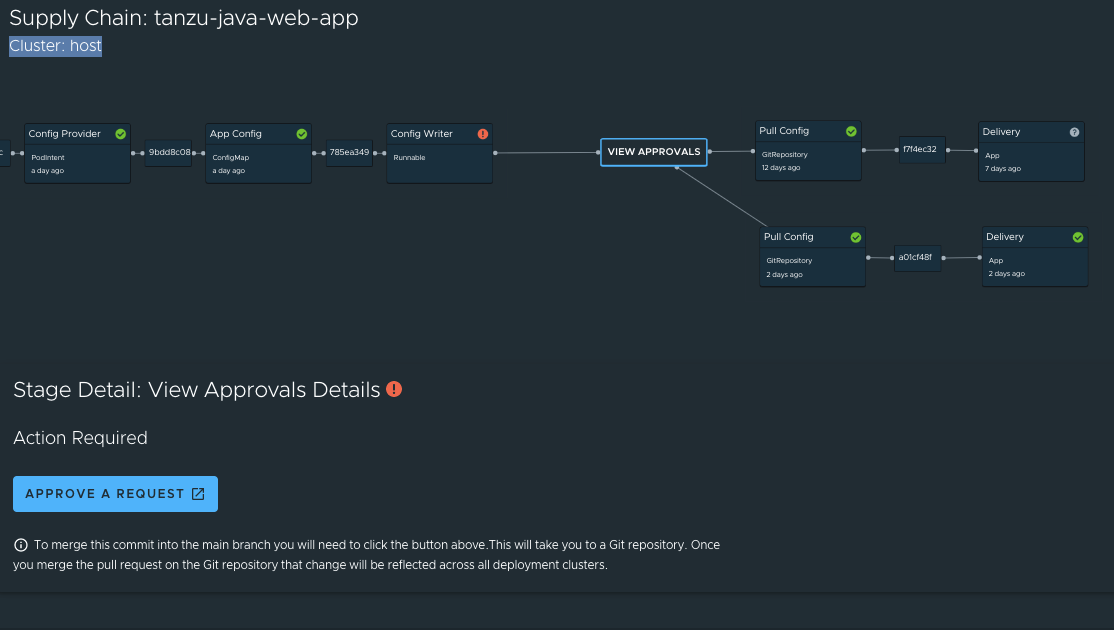 Supply Chain: tanzu-java-web-app
Cluster: host
c
Config Provider
PodIntent
a day ago
9bdd8c08
App Config
ConfigMap
a day ago
785ea349
Config Writer
Runnable
VIEW APPROVALS
Pull Config
GitRepository
12 days ago
f7f4ec32
Delivery
App
7 days ago
Pull Config
GitRepository
2 days ago
a01cf48f
Delivery
App
2 days ago
Stage Detail: View Approvals Details
Action Required
APPROVE A REQUEST
To merge this commit into the main branch you will need to click the button above.This will take you to a Git repository. Once
you merge the pull request on the Git repository that change will be reflected across all deployment clusters.